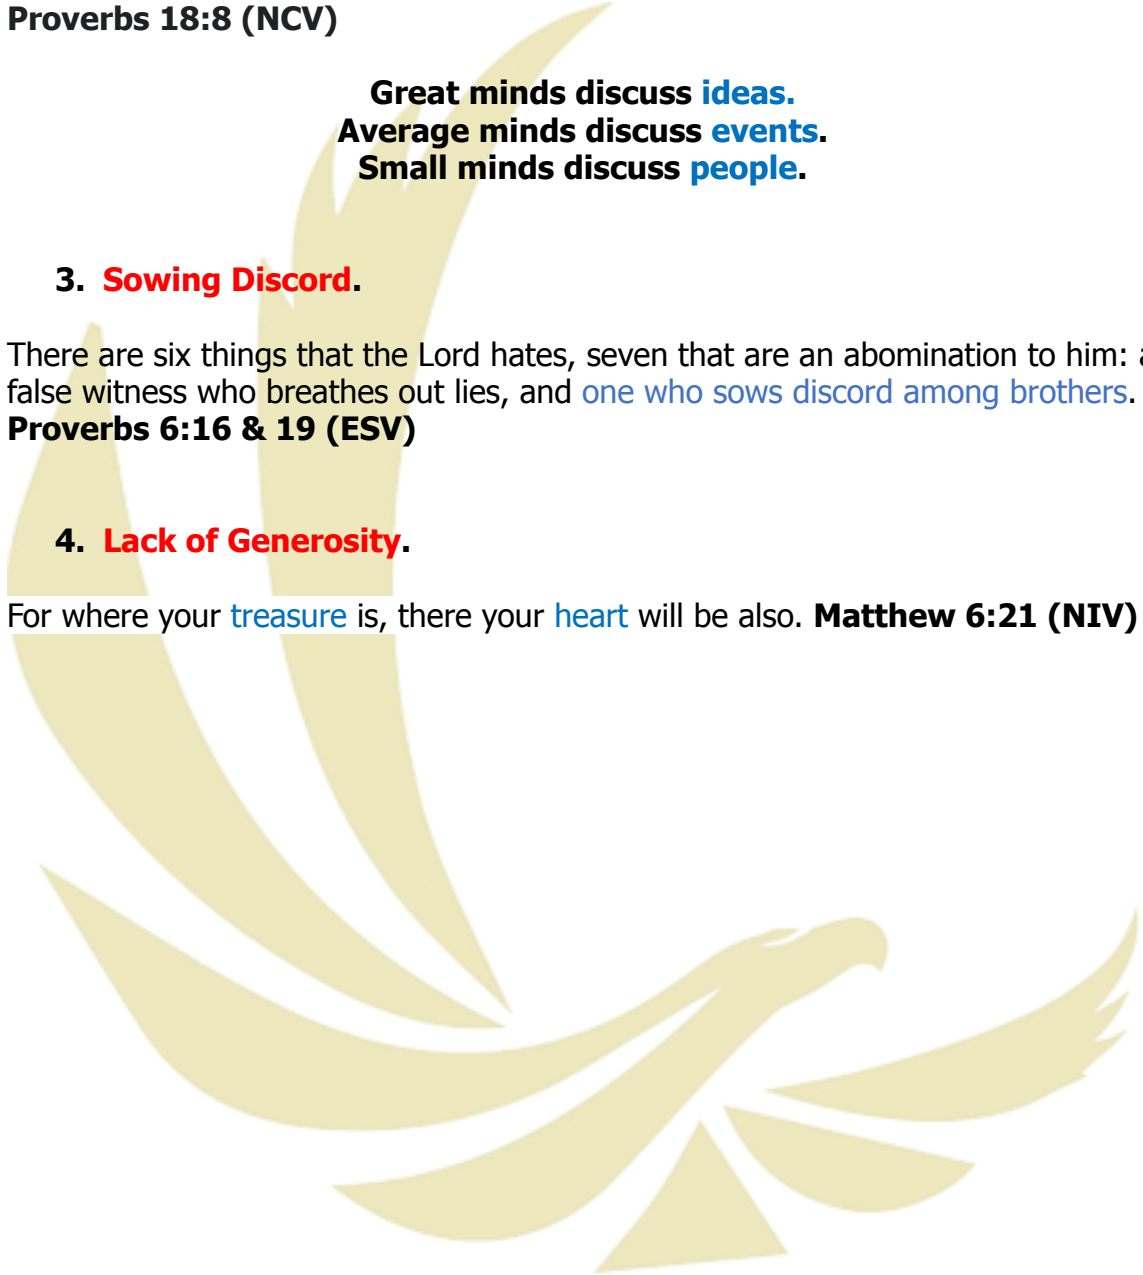 Proverbs 18:8 (NCV)
Great minds discuss ideas.
Average minds discuss events.
Small minds discuss people.
3. Sowing Discord.
There are six things that the Lord hates, seven that are an abomination to him: a
false witness who breathes out lies, and one who sows discord among brothers.
Proverbs 6:16 & 19 (ESV)
4. Lack of Generosity.
For where your treasure is, there your heart will be also. Matthew 6:21 (NIV)